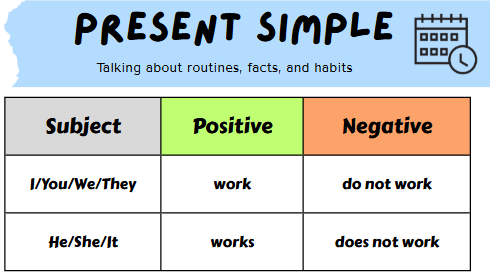 PRESENT SIMPLE
Talking about routines, facts, and habits
Subject Positive Negative
I/You/We/They work do not work
He/She/It works does not work